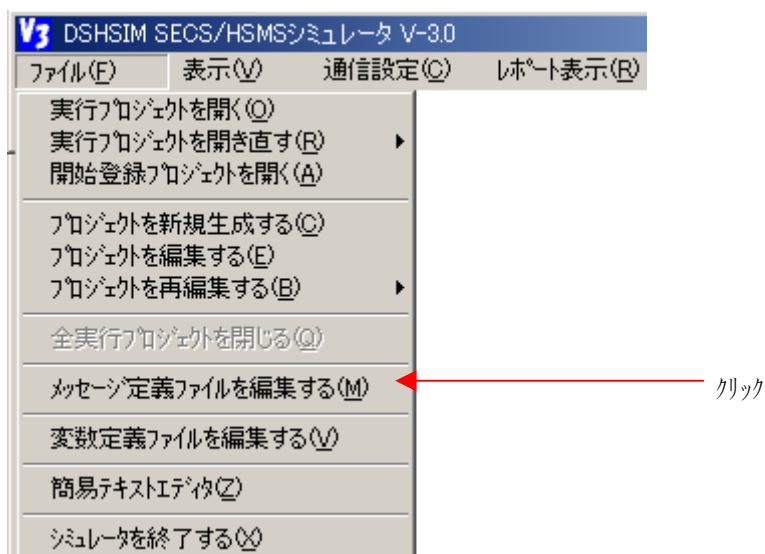 V3 DSHSIM SECS/HSMSシミュレータ V-3.0
ファイル(F) 表示(V) 通信設定(C) レポート表示(R)
実行プロジェクトを開く(O)
実行プロジェクトを開き直す(R)
開始登録プロジェクトを開く(A)
プロジェクトを新規生成する(C)
プロジェクトを編集する(E)
プロジェクトを再編集する(B)
全実行プロジェクトを閉じる(Q)
メッセージ定義ファイルを編集する(M)
クリック
変数定義ファイルを編集する(V)
簡易テキストエディタ(Z)
シミュレータを終了する(X)